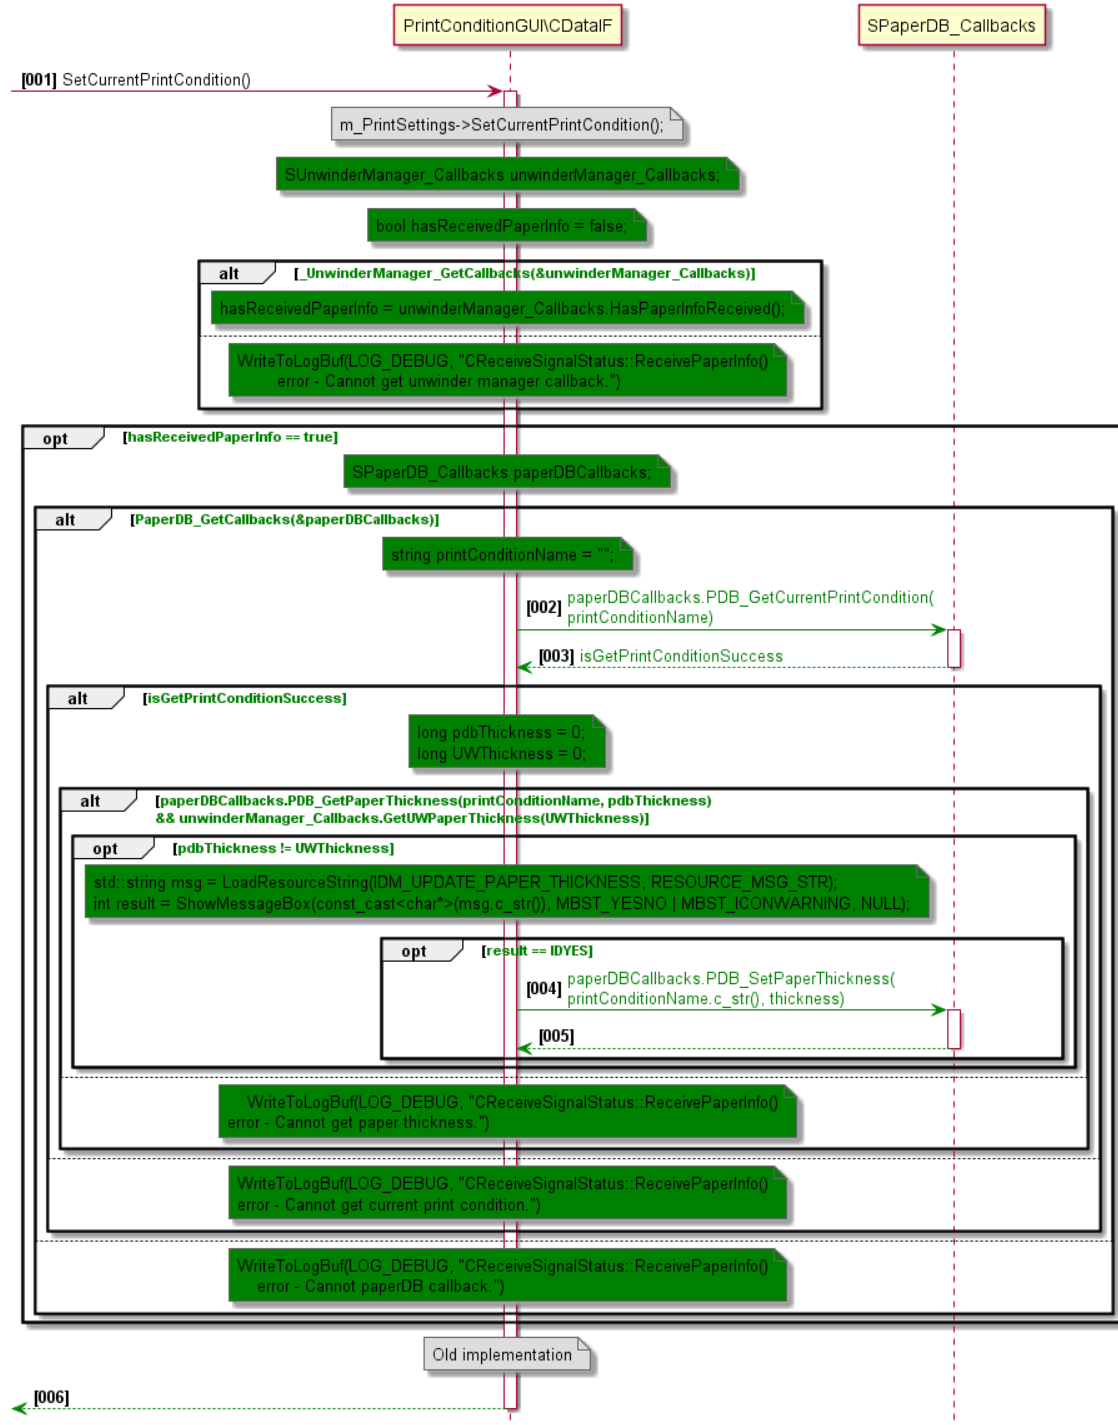 PrintConditionGUI\CDataIF
SPaperDB_Callbacks
[001] SetCurrentPrintCondition()
m_PrintSettings->SetCurrentPrintCondition();
SUnwinderManager_Callbacks unwinderManager_Callbacks;
bool hasReceivedPaperInfo = false;
alt [_UnwinderManager_GetCallbacks(&unwinderManager_Callbacks)]
hasReceivedPaperInfo = unwinderManager_Callbacks.HasPaperInfoReceived();
WriteToLogBuf(LOG_DEBUG, "CReceiveSignalStatus::ReceivePaperInfo()
error - Cannot get unwinder manager callback.")
opt [hasReceivedPaperInfo == true]
SPaperDB_Callbacks paperDBCallbacks;
alt [PaperDB_GetCallbacks(&paperDBCallbacks)]
string printConditionName = "";
[002] paperDBCallbacks.PDB_GetCurrentPrintCondition(
printConditionName)
[003] isGetPrintConditionSuccess
alt [isGetPrintConditionSuccess]
long pdbThickness = 0;
long UWThickness = 0;
alt [paperDBCallbacks.PDB_GetPaperThickness(printConditionName, pdbThickness)
&& unwinderManager_Callbacks.GetUWPaperThickness(UWThickness)]
opt [pdbThickness != UWThickness]
std::string msg = LoadResourceString(IDM_UPDATE_PAPER_THICKNESS, RESOURCE_MSG_STR);
int result = ShowMessageBox(const_cast<char*>(msg.c_str()), MBST_YESNO | MBST_ICONWARNING, NULL);
opt [result == IDYES]
[004] paperDBCallbacks.PDB_SetPaperThickness(
printConditionName.c_str(), thickness)
[005]
WriteToLogBuf(LOG_DEBUG, "CReceiveSignalStatus::ReceivePaperInfo()
error - Cannot get paper thickness.")
WriteToLogBuf(LOG_DEBUG, "CReceiveSignalStatus::ReceivePaperInfo()
error - Cannot get current print condition.")
WriteToLogBuf(LOG_DEBUG, "CReceiveSignalStatus::ReceivePaperInfo()
error - Cannot paperDB callback.")
Old implementation
[006]